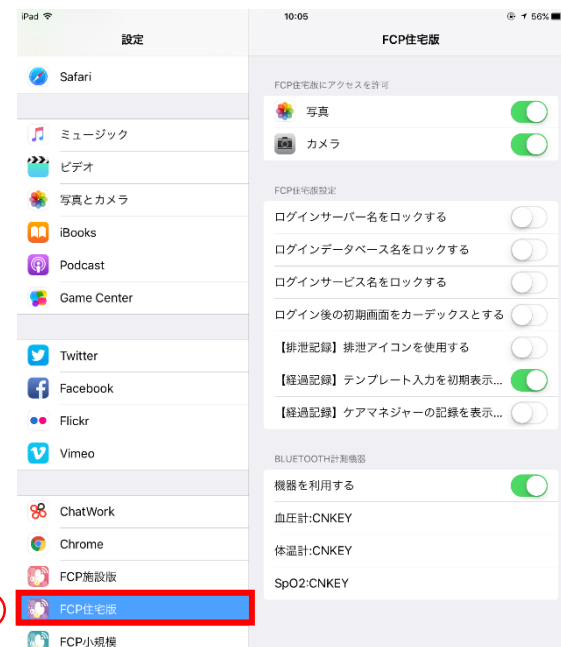 iPad 10:05 56%
設定
Safari
ミュージック
ビデオ
写真とカメラ
iBooks
Podcast
Game Center
Twitter
Facebook
Flickr
Vimeo
ChatWork
Chrome
FCP施設版
FCP住宅版
FCP小規模
FCP住宅版
FCP住宅版にアクセスを許可
写真
カメラ
FCP住宅版設定
ログインサーバー名をロックする
ログインデータベース名をロックする
ログインサービス名をロックする
ログイン後の初期画面をカーデックスとする
【排泄記録】排泄アイコンを使用する
【経過記録】テンプレート入力を初期表示...
【経過記録】ケアマネジャーの記録を表示...
BLUETOOTH計測機器
機器を利用する
血圧計:CNKEY
体温計:CNKEY
SpO2:CNKEY